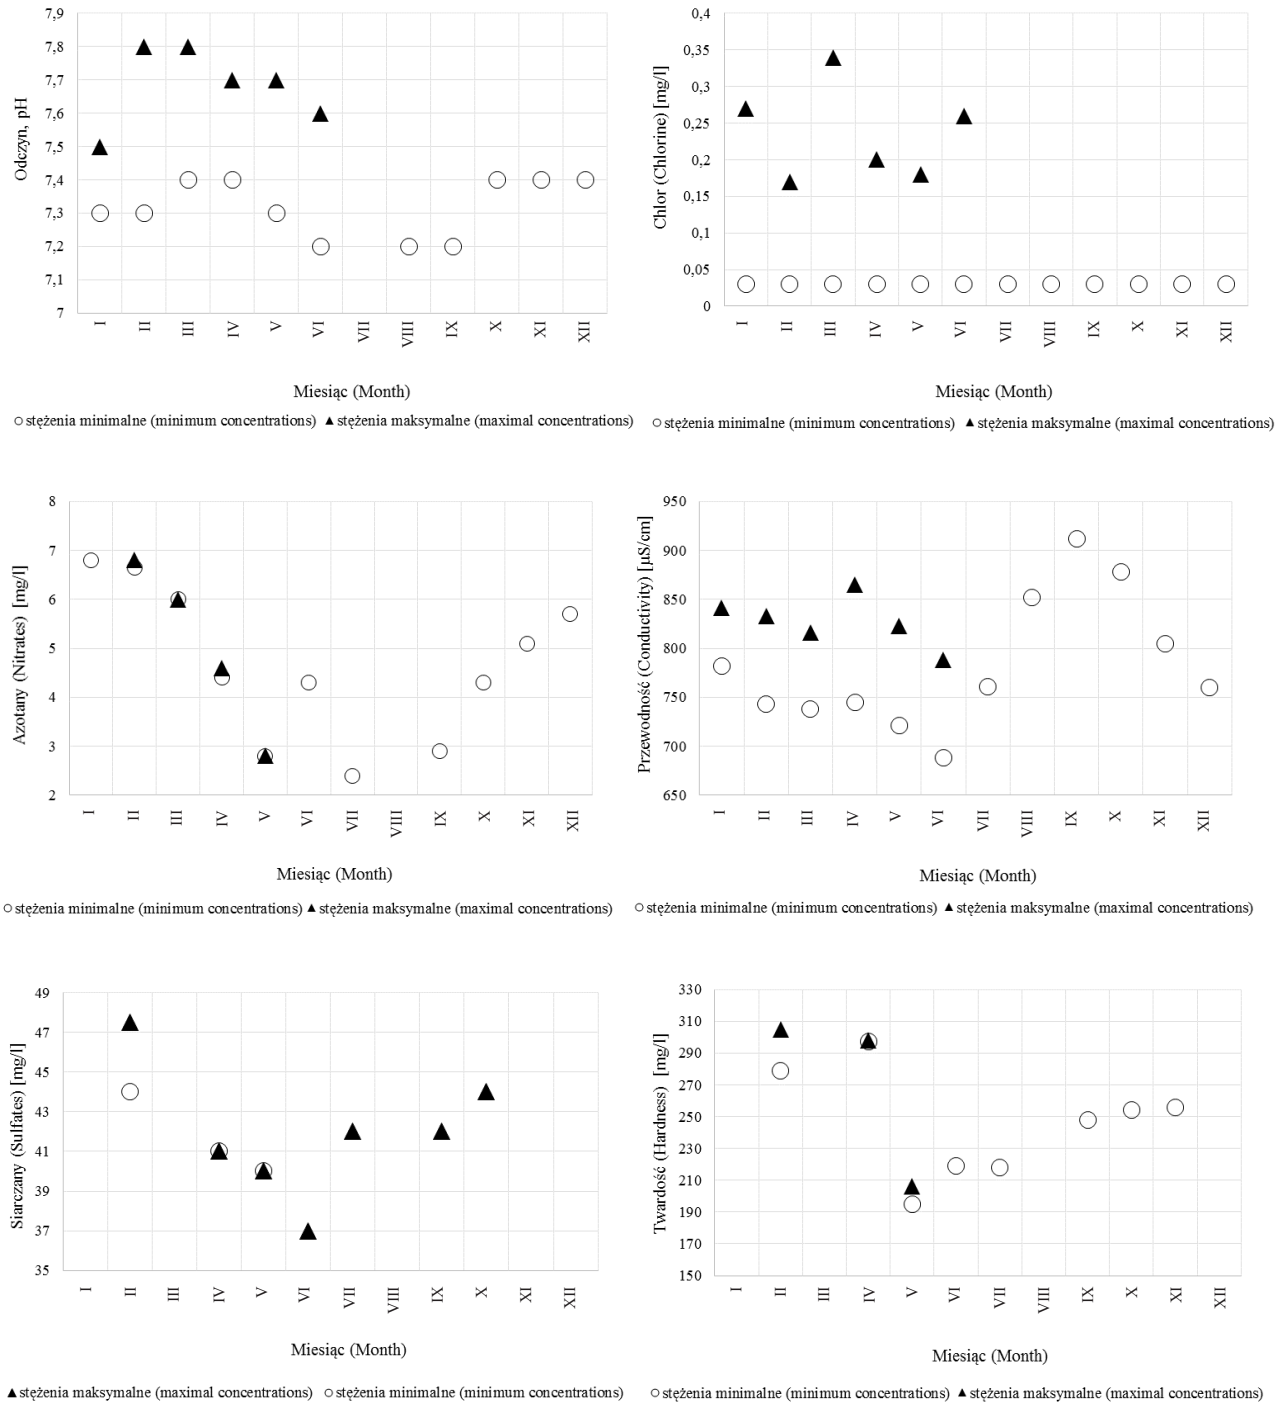 7,9
7,8
7,7
7,6
7,5
7,4
7,3
7,2
7,1
7
Odczyn, pH
I II III IV V VI VII VIII IX X XI XII
Miesiąc (Month)
stężenia minimalne (minimum concentrations) stężenia maksymalne (maximal concentrations)
0,4
0,35
0,3
0,25
0,2
0,15
0,1
0,05
0
Chlor (Chlorine) [mg/l]
I II III IV V VI VII VIII IX X XI XII
Miesiąc (Month)
stężenia minimalne (minimum concentrations) stężenia maksymalne (maximal concentrations)
8
7
6
5
4
3
2
Azotany (Nitrates) [mg/l]
I II III IV V VI VII VIII IX X XI XII
Miesiąc (Month)
stężenia minimalne (minimum concentrations) stężenia maksymalne (maximal concentrations)
950
900
850
800
750
700
650
Przewodność (Conductivity) [µS/cm]
I II III IV V VI VII VIII IX X XI XII
Miesiąc (Month)
stężenia minimalne (minimum concentrations) stężenia maksymalne (maximal concentrations)
49
47
45
43
41
39
37
35
Siarczany (Sulfates) [mg/l]
I II III IV V VI VII VIII IX X XI XII
Miesiąc (Month)
stężenia maksymalne (maximal concentrations) stężenia minimalne (minimum concentrations)
330
310
290
270
250
230
210
190
170
150
Twardość (Hardness) [mg/l]
I II III IV V VI VII VIII IX X XI XII
Miesiąc (Month)
stężenia minimalne (minimum concentrations) stężenia maksymalne (maximal concentrations)